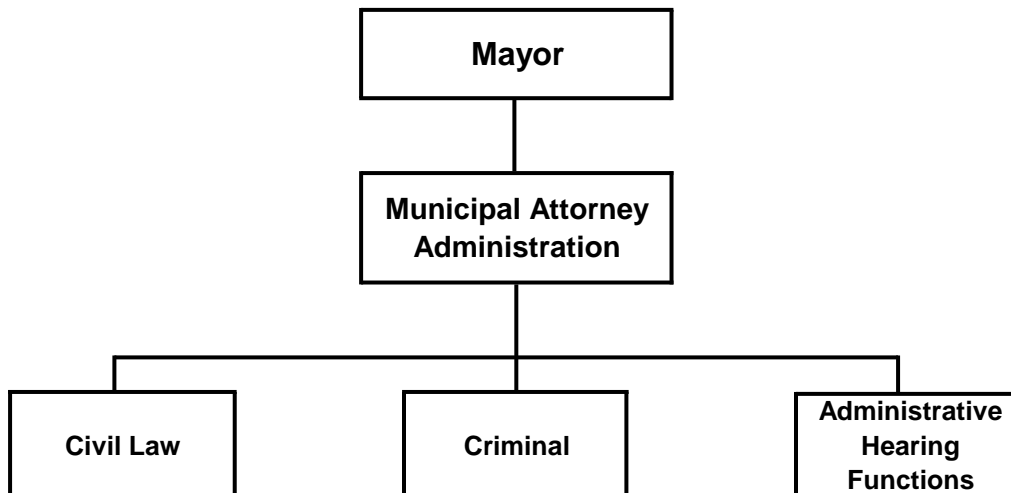 Mayor
Municipal Attorney
Administration
Civil Law
Criminal
Administrative
Hearing
Functions